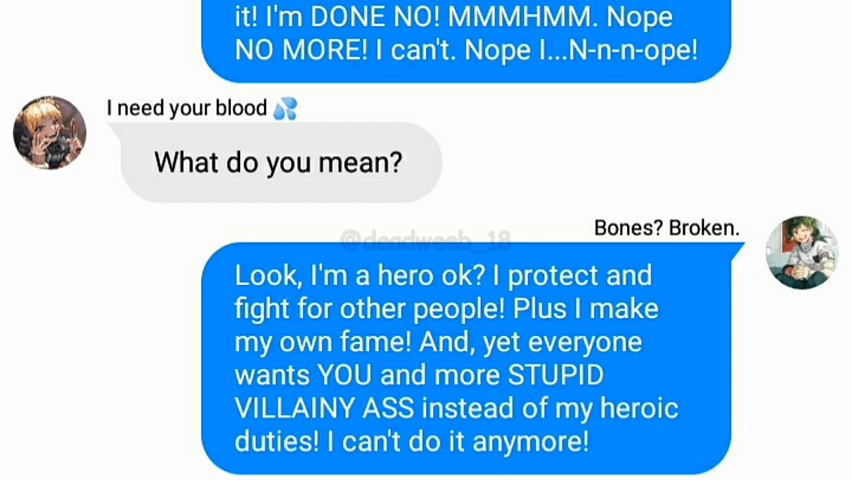 it! I'm DONE NO! MMMHMM. Nope
NO MORE! I can't. Nope I...N-n-n-ope!
I need your blood 💦
What do you mean?
@deadweeb_18
Bones? Broken.
Look, I'm a hero ok? I protect and
fight for other people! Plus I make
my own fame! And, yet everyone
wants YOU and more STUPID
VILLAINY ASS instead of my heroic
duties! I can't do it anymore!